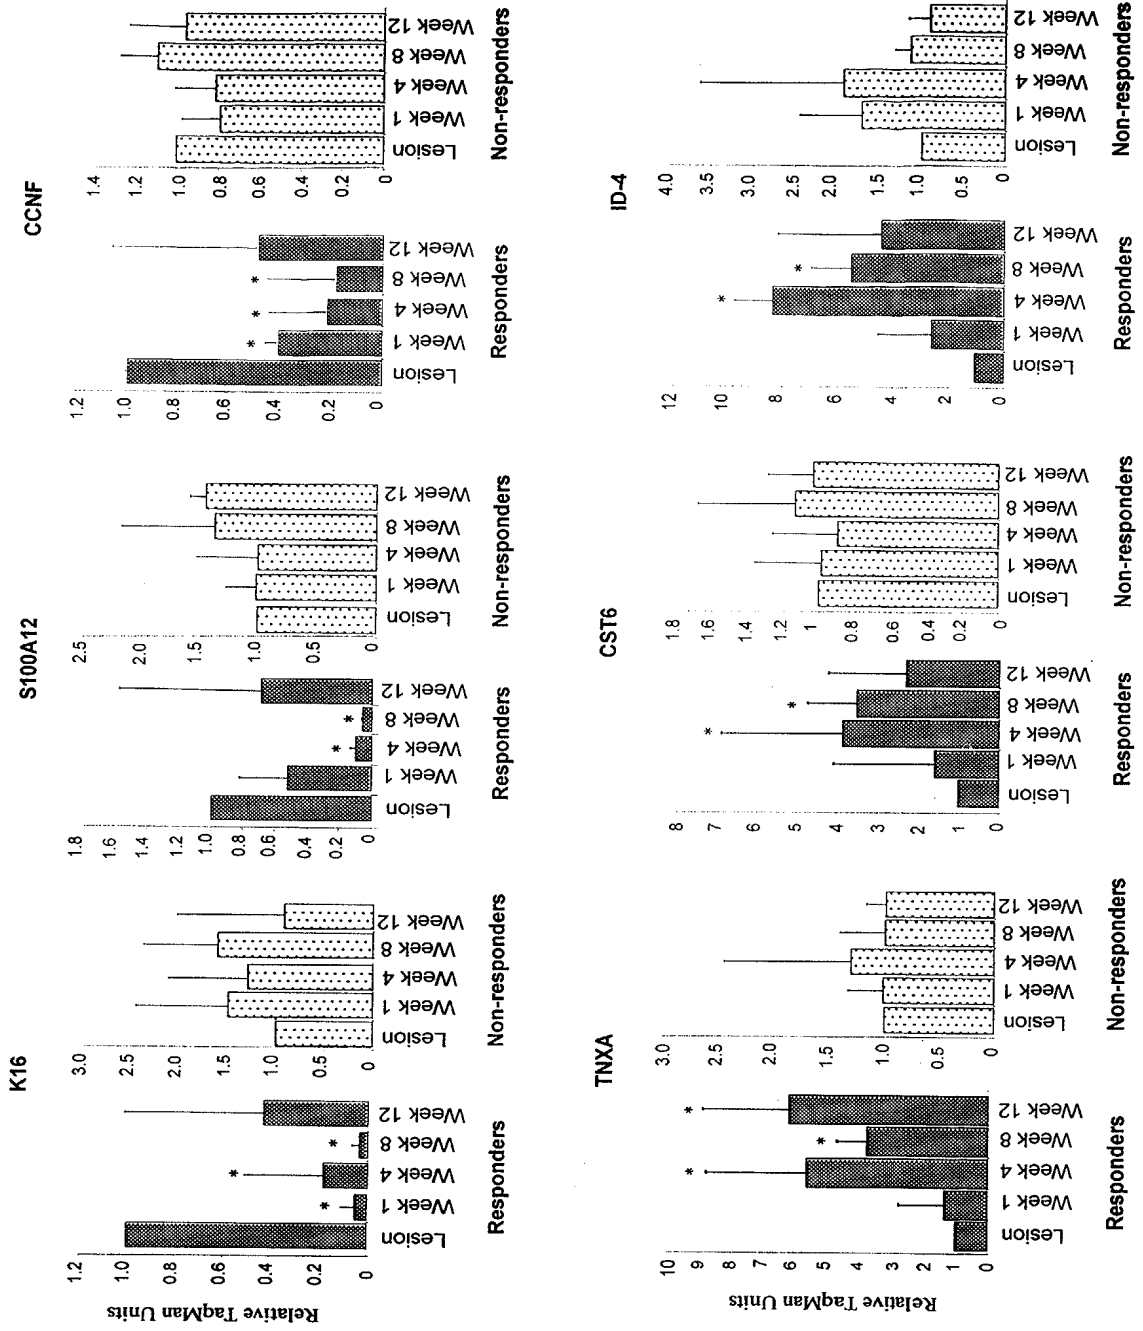 K16
Relative TaqMan Units
1.2
1.0
0.8
0.6
0.4
0.2
0
*
*
*
Lesion
Week 1
Week 4
Week 8
Week 12
Responders
3.0
2.5
2.0
1.5
1.0
0.5
0
Lesion
Week 1
Week 4
Week 8
Week 12
Non-responders
S100A12
1.8
1.6
1.4
1.2
1.0
0.8
0.6
0.4
0.2
0
*
*
Lesion
Week 1
Week 4
Week 8
Week 12
Responders
2.5
2.0
1.5
1.0
0.5
0
Lesion
Week 1
Week 4
Week 8
Week 12
Non-responders
CCNF
1.2
1.0
0.8
0.6
0.4
0.2
0
*
*
*
Lesion
Week 1
Week 4
Week 8
Week 12
Responders
1.4
1.2
1.0
0.8
0.6
0.4
0.2
0
Lesion
Week 1
Week 4
Week 8
Week 12
Non-responders
TNXA
Relative TaqMan Units
10
9
8
7
6
5
4
3
2
1
0
*
*
*
Lesion
Week 1
Week 4
Week 8
Week 12
Responders
3.0
2.5
2.0
1.5
1.0
0.5
0
Lesion
Week 1
Week 4
Week 8
Week 12
Non-responders
CST6
8
7
6
5
4
3
2
1
0
*
*
Lesion
Week 1
Week 4
Week 8
Week 12
Responders
1.8
1.6
1.4
1.2
1
0.8
0.6
0.4
0.2
0
Lesion
Week 1
Week 4
Week 8
Week 12
Non-responders
ID-4
12
10
8
6
4
2
0
*
*
Lesion
Week 1
Week 4
Week 8
Week 12
Responders
4.0
3.5
3.0
2.5
2.0
1.5
1.0
0.5
0
Lesion
Week 1
Week 4
Week 8
Week 12
Non-responders